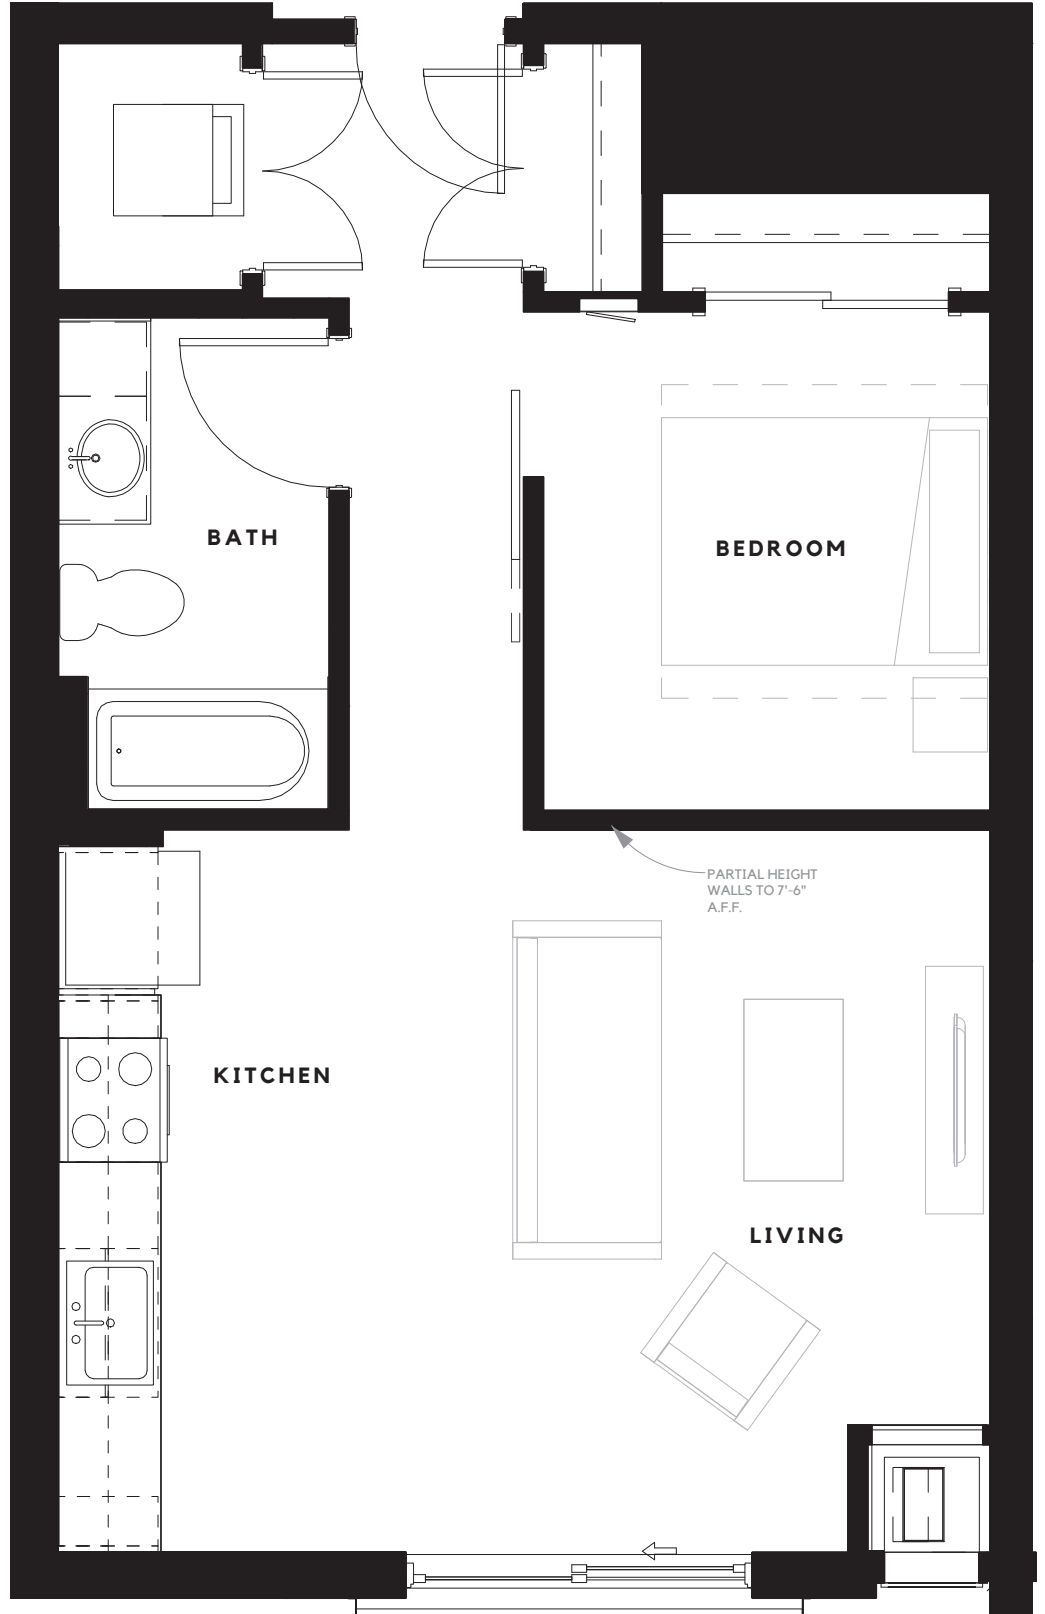 BATH
BEDROOM
PARTIAL HEIGHT
WALLS TO 7'-6"
A.F.F.
KITCHEN
LIVING